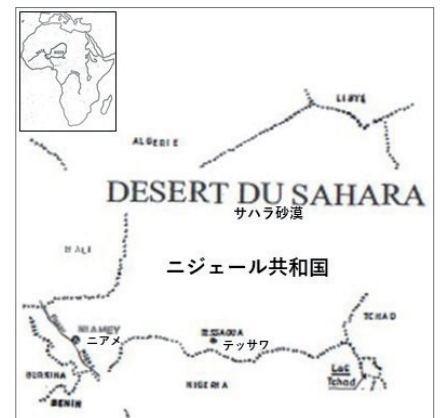 LIBYE
ALGERIE
DESERT DU SAHARA
サハラ砂漠
MALI
ニジェール共和国
TCHAD
NIAMEY
ニアメ
TESSAOUA
テッサワ
BURKINA
Lac
Tchad
NIGERIA
BENIN